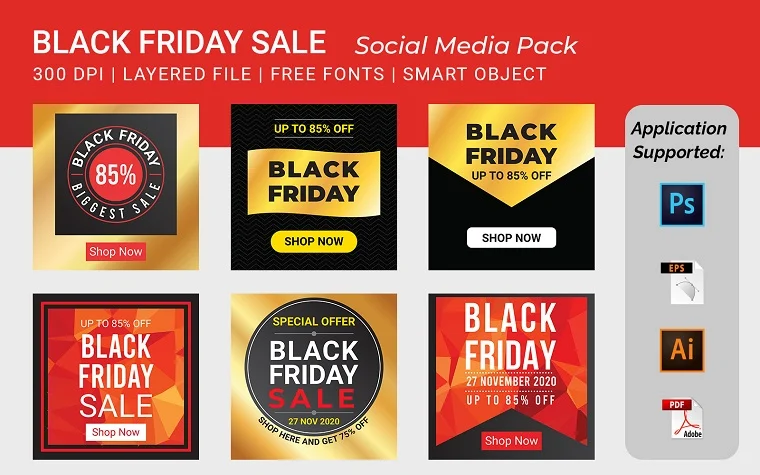 BLACK FRIDAY SALE Social Media Pack
300 DPI | LAYERED FILE | FREE FONTS | SMART OBJECT
BLACK FRIDAY
85%
BIGGEST SALE
Shop Now
UP TO 85% OFF
BLACK
FRIDAY
SHOP NOW
BLACK
FRIDAY
UP TO 85% OFF
SHOP NOW
UP TO 85% OFF
BLACK
FRIDAY
SALE
Shop Now
SPECIAL OFFER
BLACK
FRIDAY
SALE
27 NOV 2020
SHOP HERE AND GET 75% OFF
BLACK
FRIDAY
27 NOVEMBER 2020
UP TO 85% OFF
Shop Now
Application
Supported:
Ps
EPS
Ai
PDF
Adobe